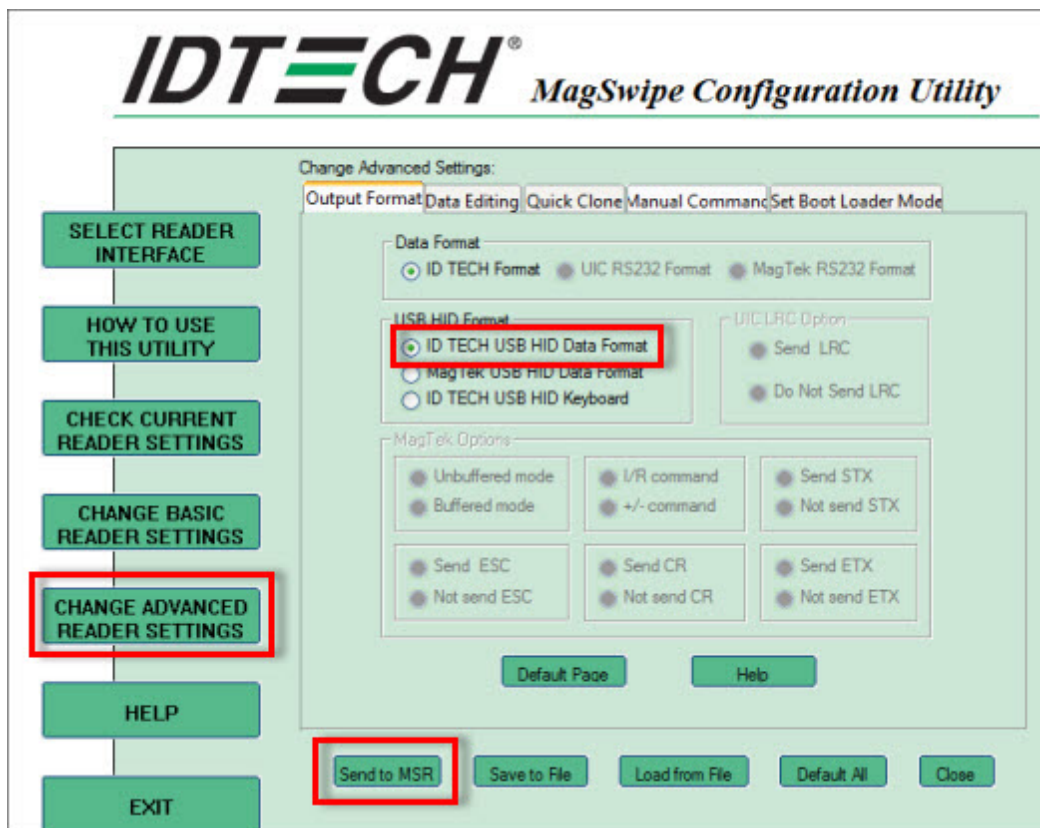 IDTECH®
MagSwipe Configuration Utility
SELECT READER
INTERFACE
HOW TO USE
THIS UTILITY
CHECK CURRENT
READER SETTINGS
CHANGE BASIC
READER SETTINGS
CHANGE ADVANCED
READER SETTINGS
HELP
EXIT
Change Advanced Settings:
Output Format Data Editing Quick Clone Manual Command Set Boot Loader Mode
Data Format
ID TECH Format UIC RS232 Format MagTek RS232 Format
USB HID Format
ID TECH USB HID Data Format
MagTek USB HID Data Format
ID TECH USB HID Keyboard
UIC LRC Option
Send LRC
Do Not Send LRC
MagTek Options
Unbuffered mode
Buffered mode
I/R command
+/- command
Send STX
Not send STX
Send ESC
Not send ESC
Send CR
Not send CR
Send ETX
Not send ETX
Default Page Help
Send to MSR Save to File Load from File Default All Close